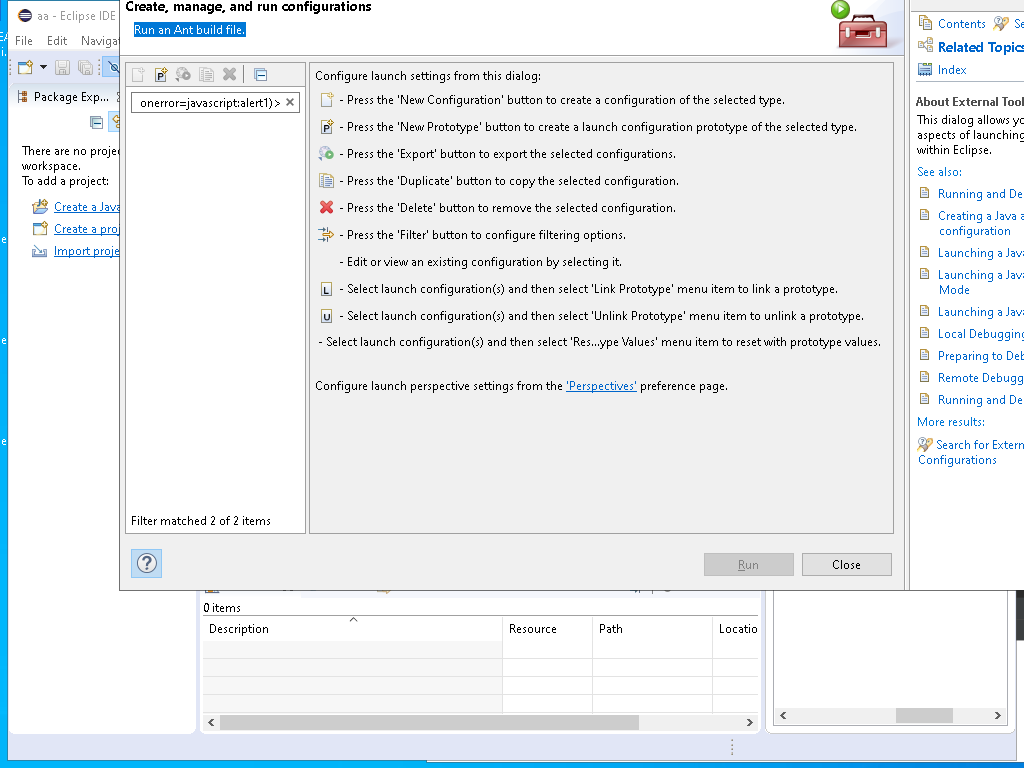 aa - Eclipse IDE
File Edit Navigat
Package Exp...
There are no proje
workspace.
To add a project:
Create a Java
Create a proj
Import proje
Create, manage, and run configurations
Run an Ant build file.
onerror=javascript:alert1)>
Filter matched 2 of 2 items
Configure launch settings from this dialog:
- Press the 'New Configuration' button to create a configuration of the selected type.
- Press the 'New Prototype' button to create a launch configuration prototype of the selected type.
- Press the 'Export' button to export the selected configurations.
- Press the 'Duplicate' button to copy the selected configuration.
- Press the 'Delete' button to remove the selected configuration.
- Press the 'Filter' button to configure filtering options.
- Edit or view an existing configuration by selecting it.
L - Select launch configuration(s) and then select 'Link Prototype' menu item to link a prototype.
U - Select launch configuration(s) and then select 'Unlink Prototype' menu item to unlink a prototype.
- Select launch configuration(s) and then select 'Res...ype Values' menu item to reset with prototype values.
Configure launch perspective settings from the 'Perspectives' preference page.
Run Close
Contents Se
Related Topics
Index
About External Tool
This dialog allows yo
aspects of launching
within Eclipse.
See also:
Running and De
Creating a Java a
configuration
Launching a Java
Launching a Java
Mode
Launching a Java
Local Debugging
Preparing to Deb
Remote Debugg
Running and De
More results:
Search for Extern
Configurations
0 items
Description Resource Path Locatio